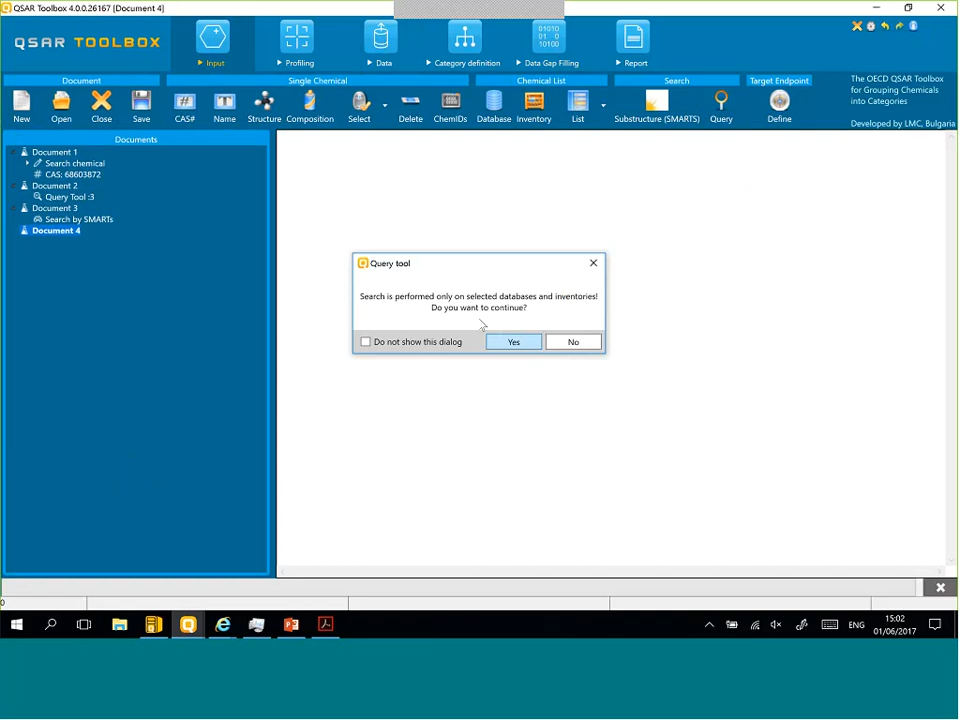 QSAR Toolbox 4.0.0.26167 [Document 4]
QSAR TOOLBOX
Input
Profiling
Data
Category definition
Data Gap Filling
Report
01010
01 0
10100
Document
Single Chemical
Chemical List
Search
Target Endpoint
New
Open
Close
Save
CAS#
Name
Structure
Composition
Select
Delete
ChemIDs
Database
Inventory
List
Substructure (SMARTS)
Query
Define
The OECD QSAR Toolbox
for Grouping Chemicals
into Categories
Developed by LMC, Bulgaria
Documents
Document 1
Search chemical
# CAS: 68603872
Document 2
Query Tool :3
Document 3
Search by SMARTs
Document 4
Query tool
Search is performed only on selected databases and inventories!
Do you want to continue?
Do not show this dialog
Yes
No
0
ENG
15:02
01/06/2017